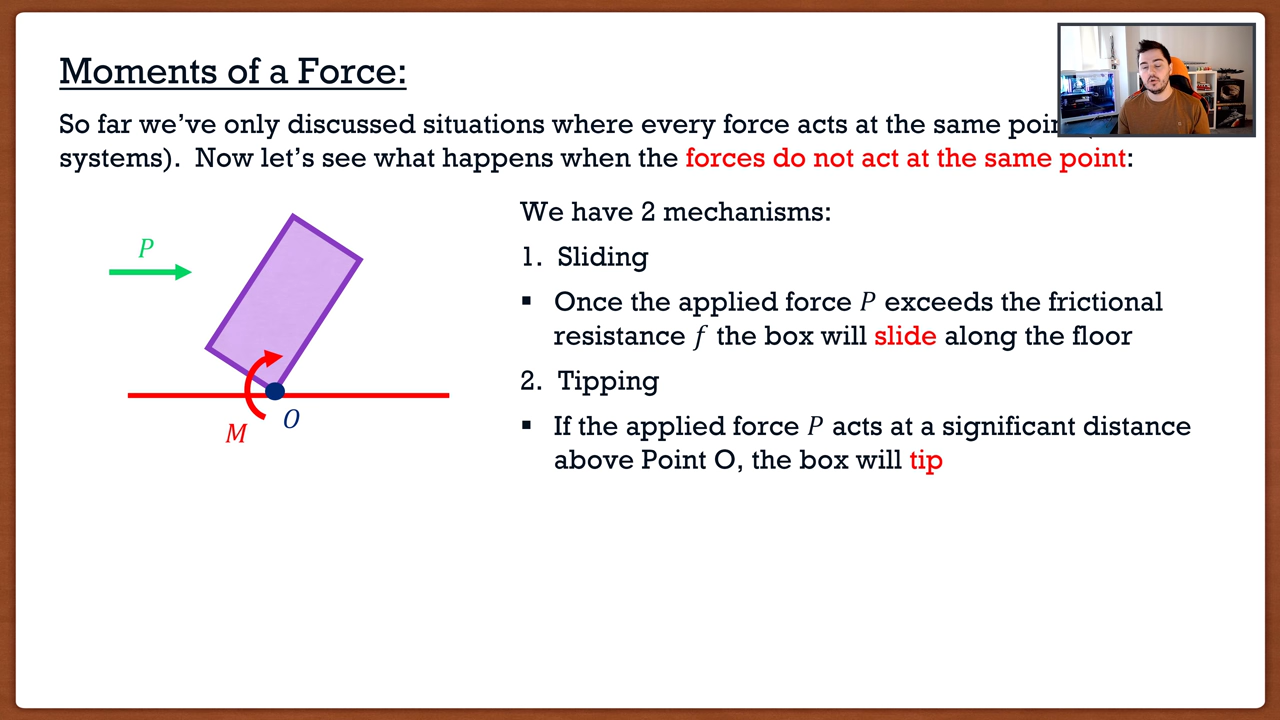 Moments of a Force:
So far we've only discussed situations where every force acts at the same
systems). Now let's see what happens when the forces do not act at the same point:
We have 2 mechanisms:
P
1. Sliding
▪ Once the applied force P exceeds the frictional
resistance f the box will slide along the floor
2. Tipping
▪ If the applied force P acts at a significant distance
above Point O, the box will tip
M
O